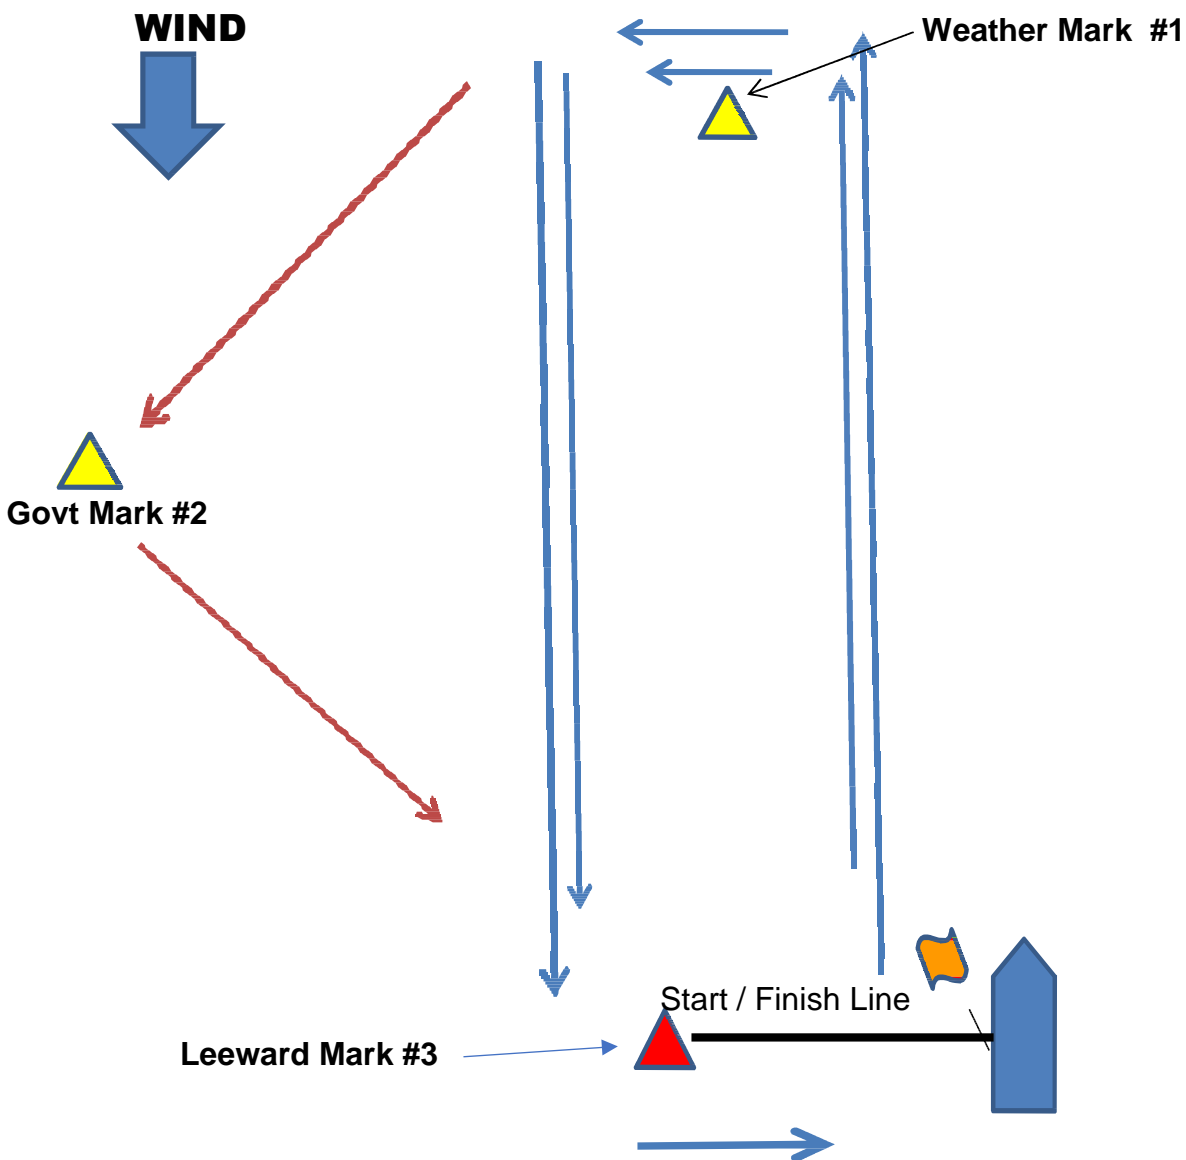 WIND
Weather Mark #1
Govt Mark #2
Start / Finish Line
Leeward Mark #3